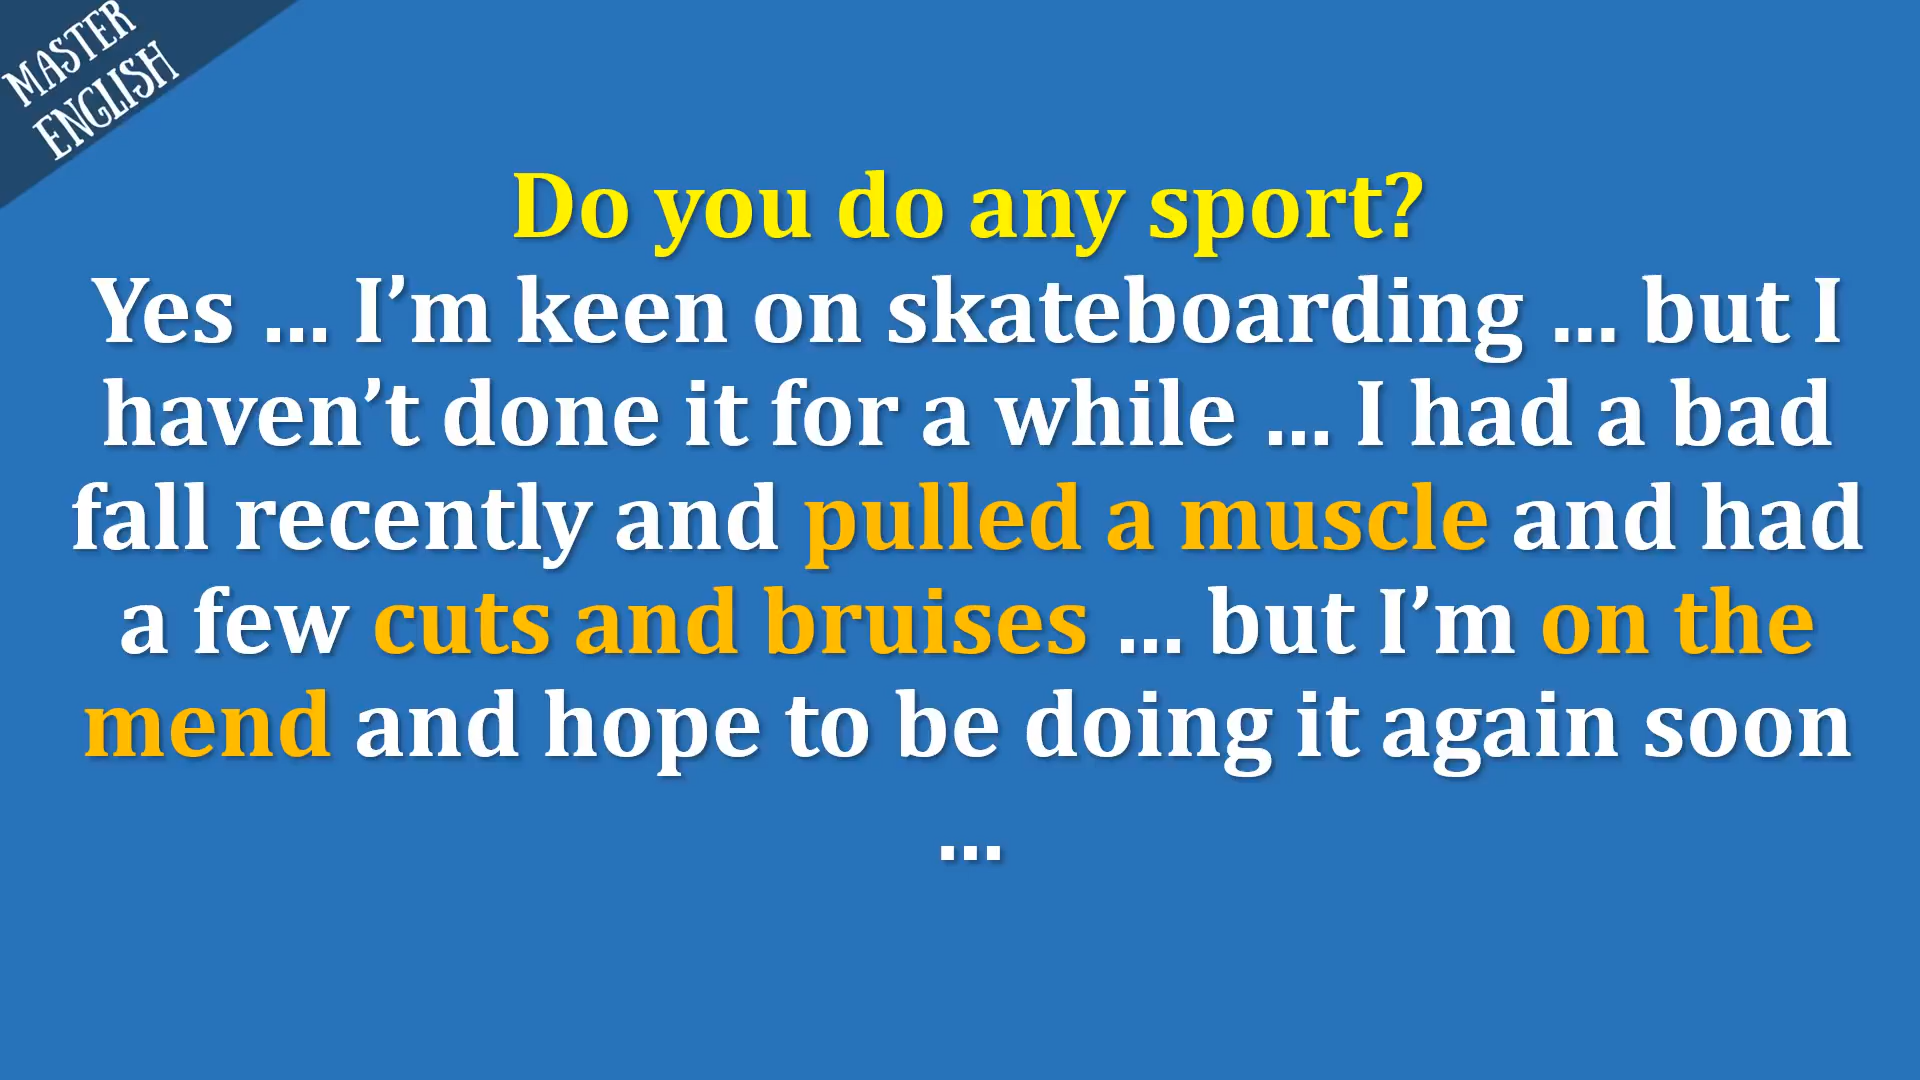 MASTER
ENGLISH
Do you do any sport?
Yes … I’m keen on skateboarding … but I
haven’t done it for a while … I had a bad
fall recently and pulled a muscle and had
a few cuts and bruises … but I’m on the
mend and hope to be doing it again soon
…